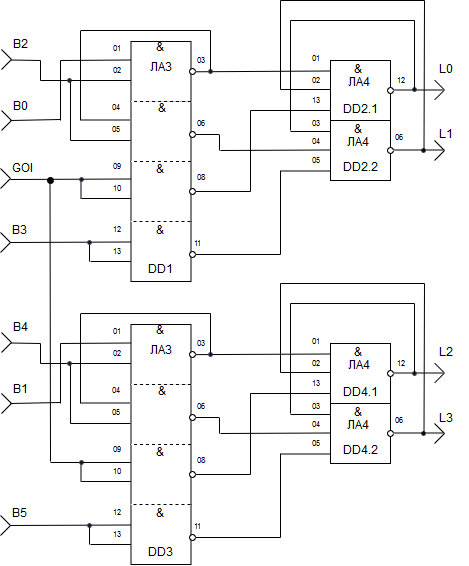 B2
B0
GOI
B3
01 & 03
02 ЛА3
04 & 06
05
09 & 08
10
12 & 11
13
DD1
01 & 12
02 ЛА4
13 DD2.1
03 & 06
04 ЛА4
05 DD2.2
L0
L1
B4
B1
B5
01 & 03
02 ЛА3
04 & 06
05
09 & 08
10
12 & 11
13
DD3
01 & 12
02 ЛА4
13 DD4.1
03 & 06
04 ЛА4
05 DD4.2
L2
L3